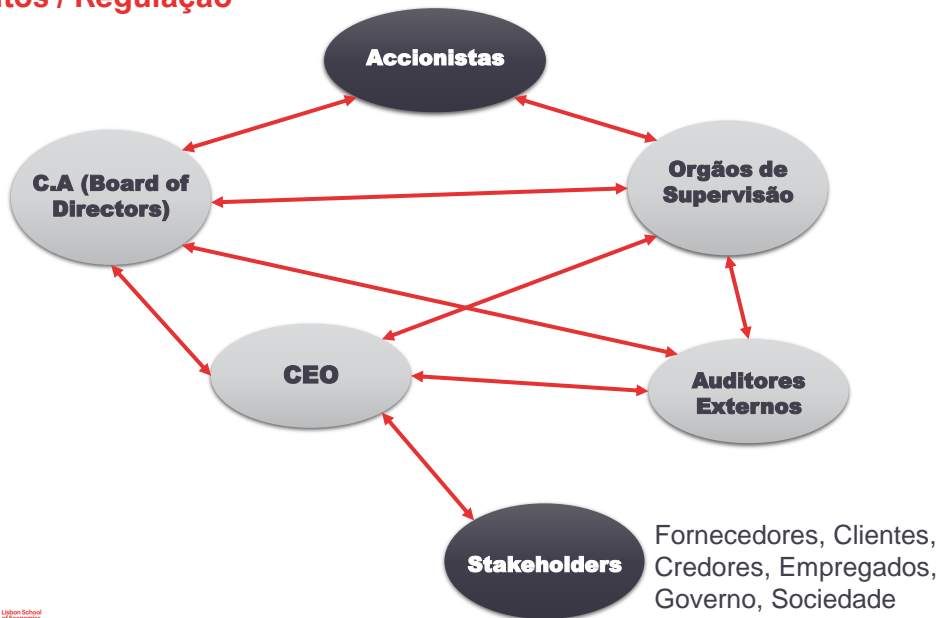 / Regulação
Accionistas
C.A (Board of
Directors)
Orgãos de
Supervisão
CEO
Auditores
Externos
Stakeholders
Fornecedores, Clientes,
Credores, Empregados,
Governo, Sociedade
Lisbon School